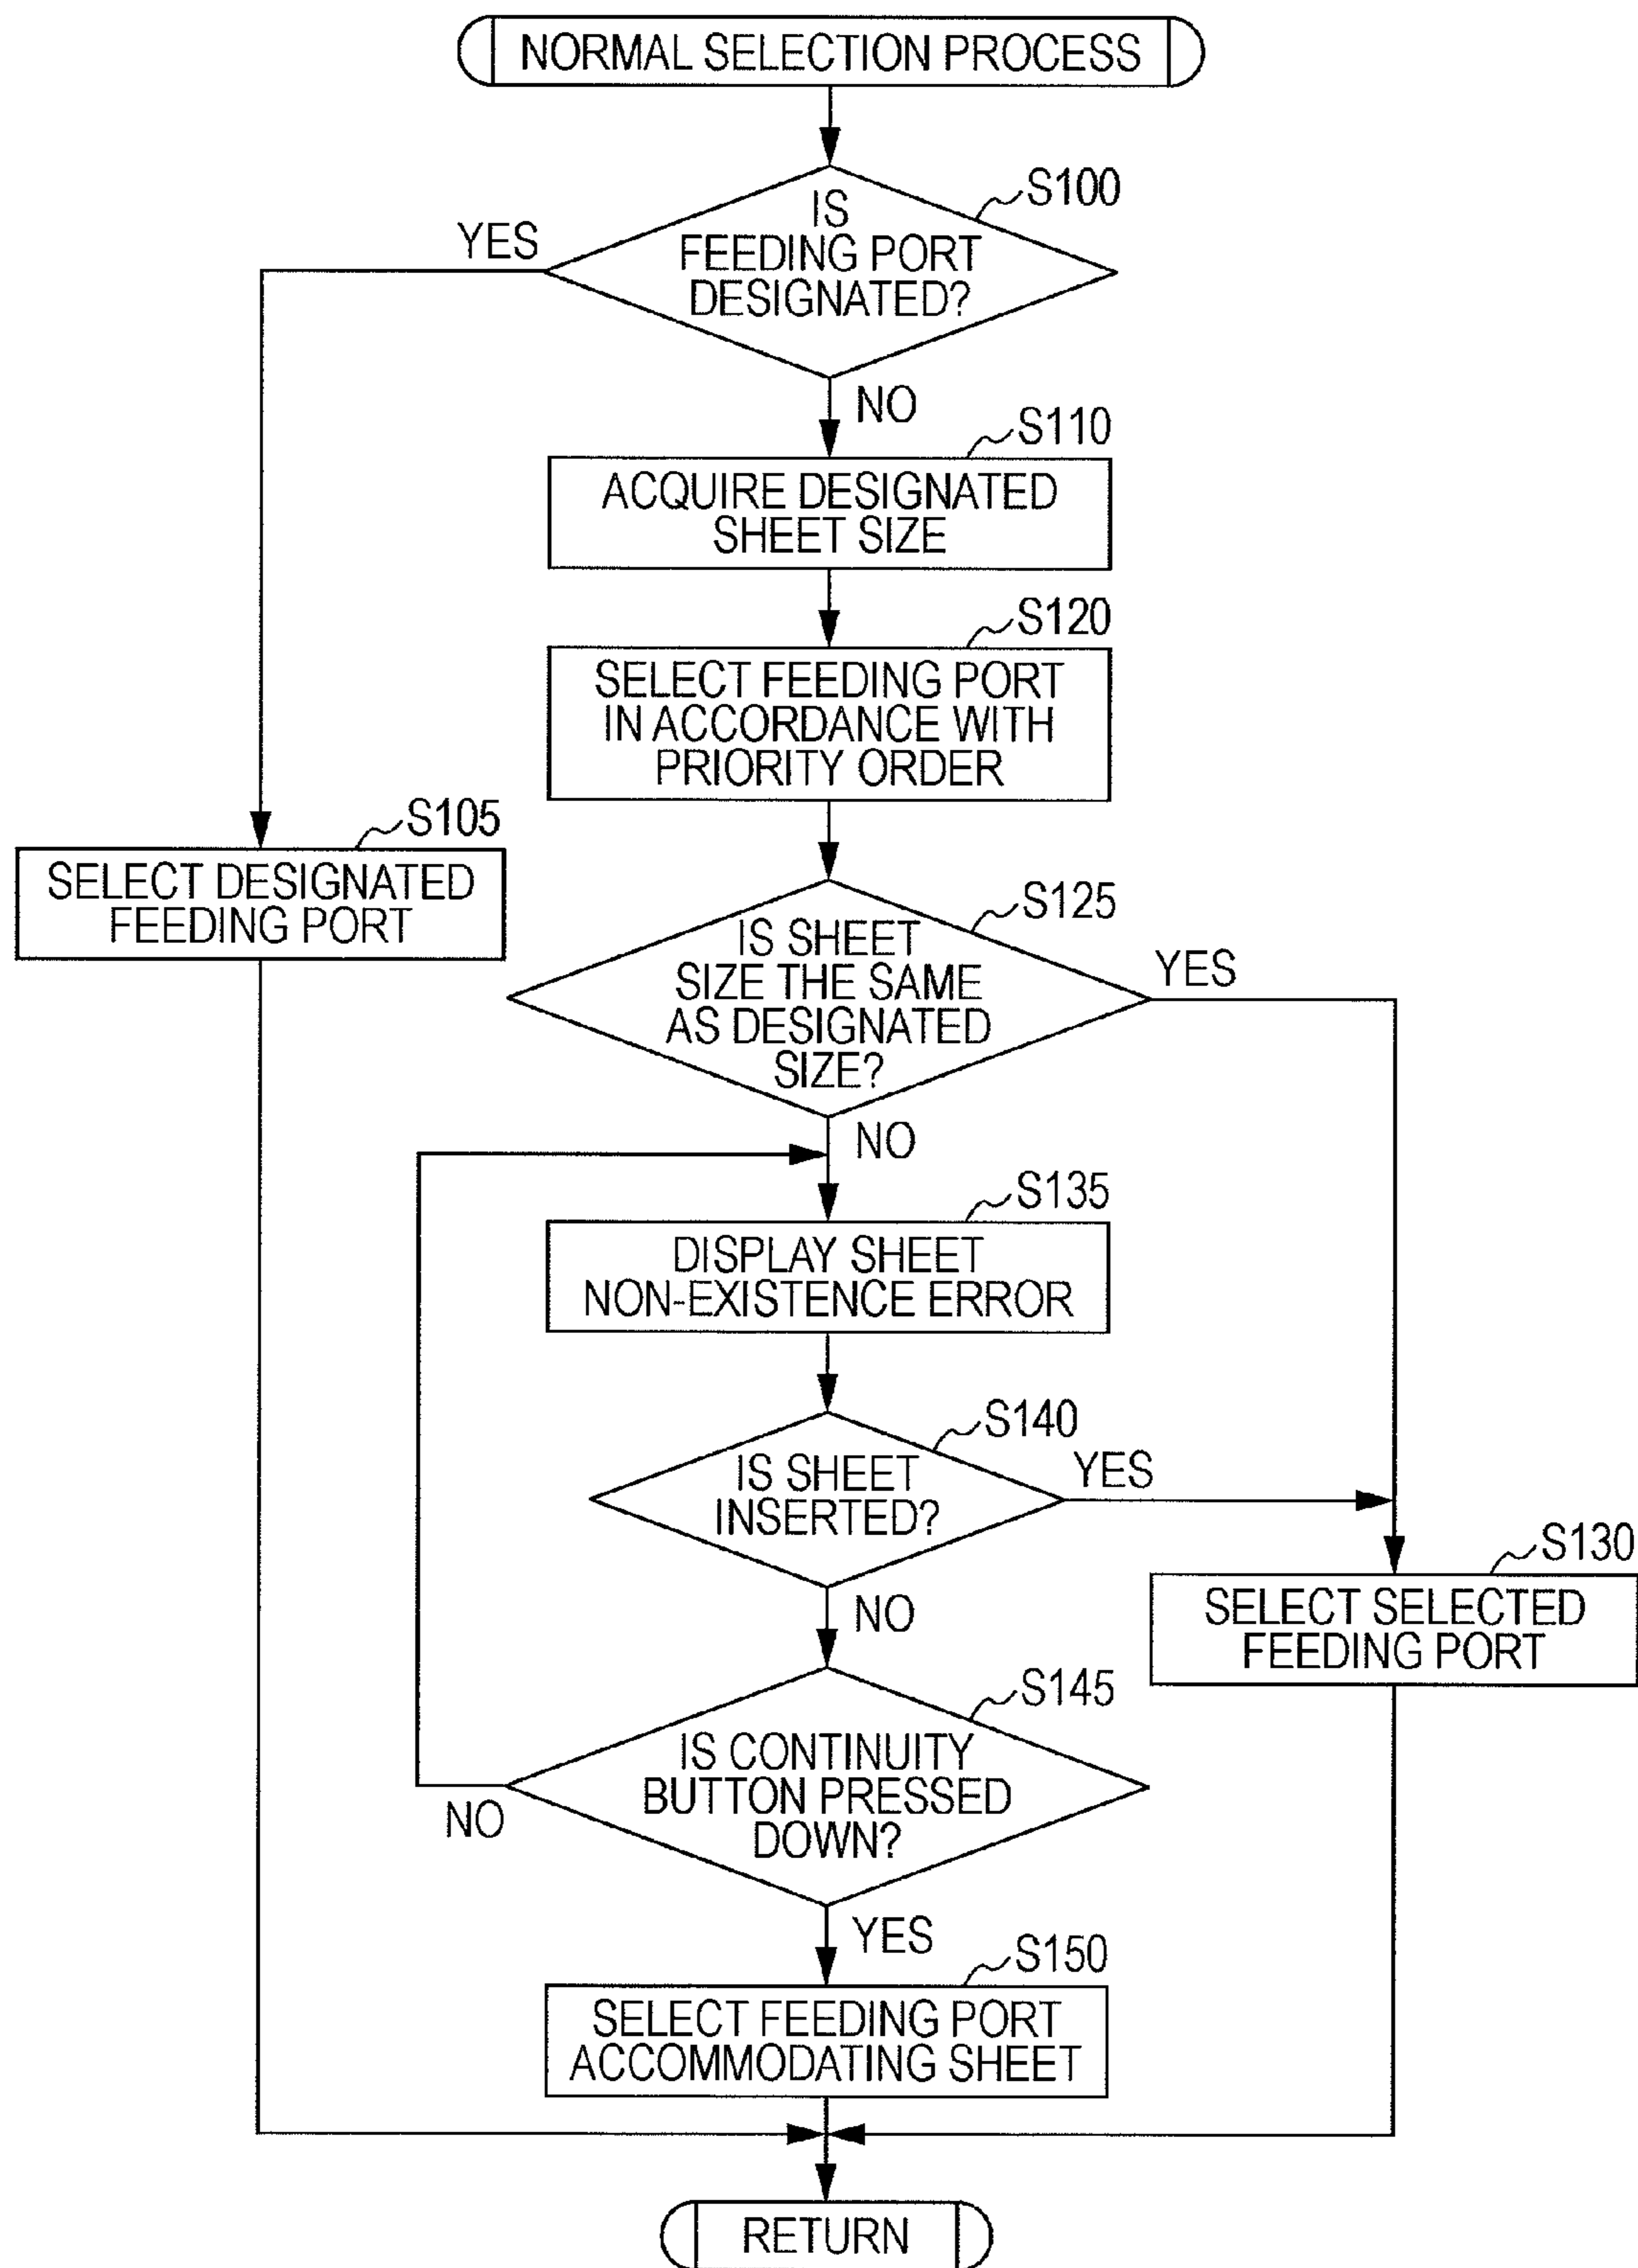 NORMAL SELECTION PROCESS
S100
IS
FEEDING PORT
DESIGNATED?
YES
NO
S110
ACQUIRE DESIGNATED
SHEET SIZE
S120
SELECT FEEDING PORT
IN ACCORDANCE WITH
PRIORITY ORDER
S105
SELECT DESIGNATED
FEEDING PORT
S125
IS SHEET
SIZE THE SAME
AS DESIGNATED
SIZE?
YES
NO
S135
DISPLAY SHEET
NON-EXISTENCE ERROR
S140
IS SHEET
INSERTED?
YES
NO
S130
SELECT SELECTED
FEEDING PORT
S145
IS CONTINUITY
BUTTON PRESSED
DOWN?
NO
YES
S150
SELECT FEEDING PORT
ACCOMMODATING SHEET
RETURN